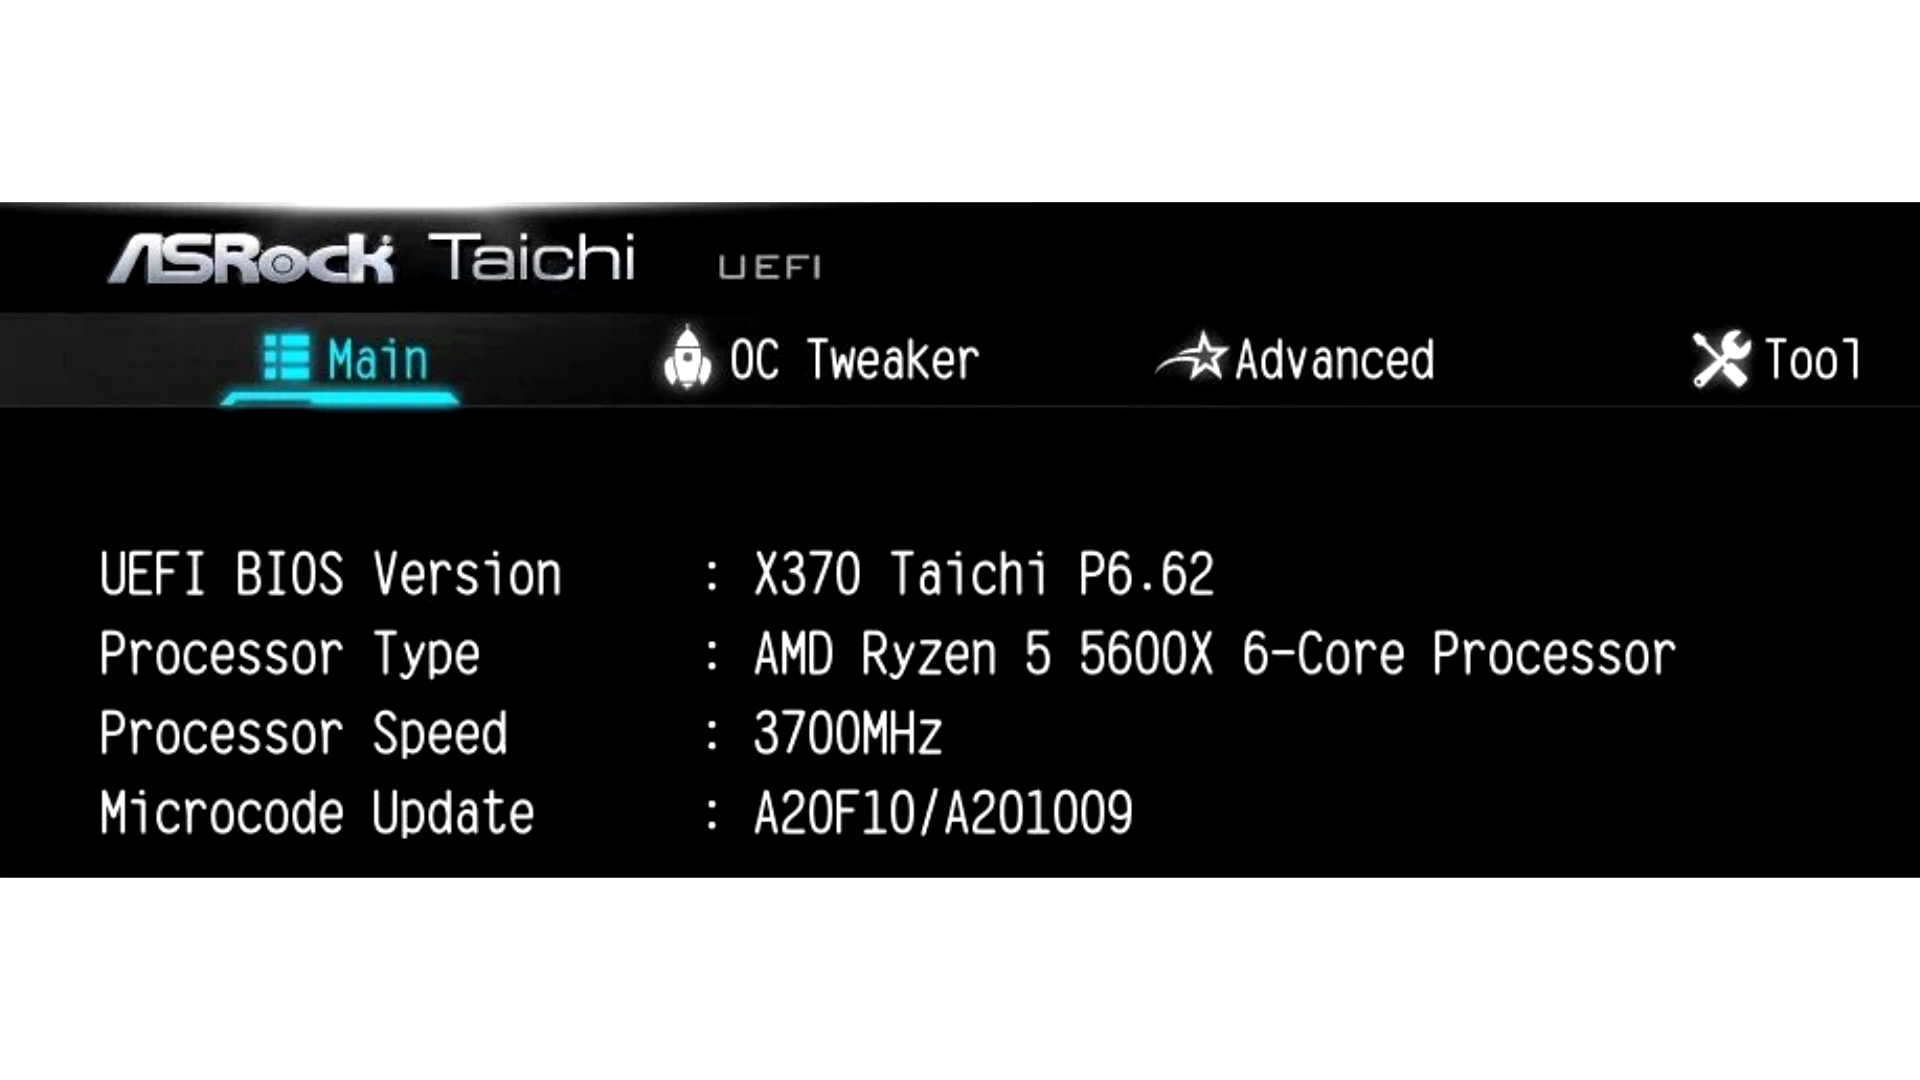 ASRock Taichi UEFI
Main OC Tweaker Advanced Tool
UEFI BIOS Version : X370 Taichi P6.62
Processor Type : AMD Ryzen 5 5600X 6-Core Processor
Processor Speed : 3700MHz
Microcode Update : A20F10/A201009